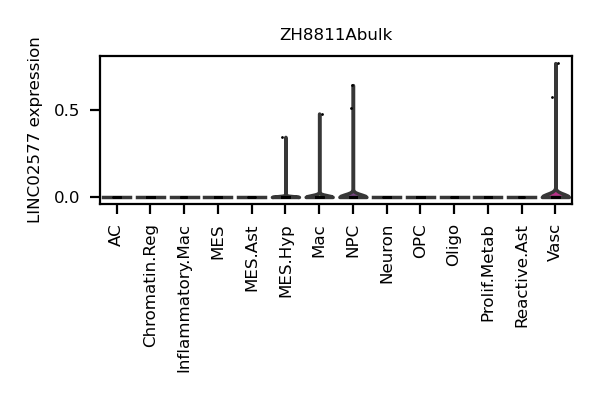 ZH8811Abulk
LINC02577 expression
0.5
0.0
AC
Chromatin.Reg
Inflammatory.Mac
MES
MES.Ast
MES.Hyp
Mac
NPC
Neuron
OPC
Oligo
Prolif.Metab
Reactive.Ast
Vasc